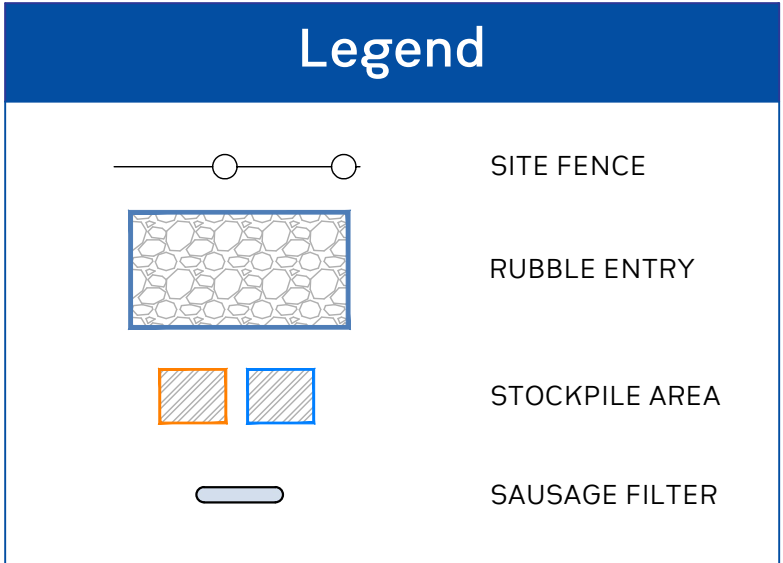 Legend
SITE FENCE
RUBBLE ENTRY
STOCKPILE AREA
SAUSAGE FILTER